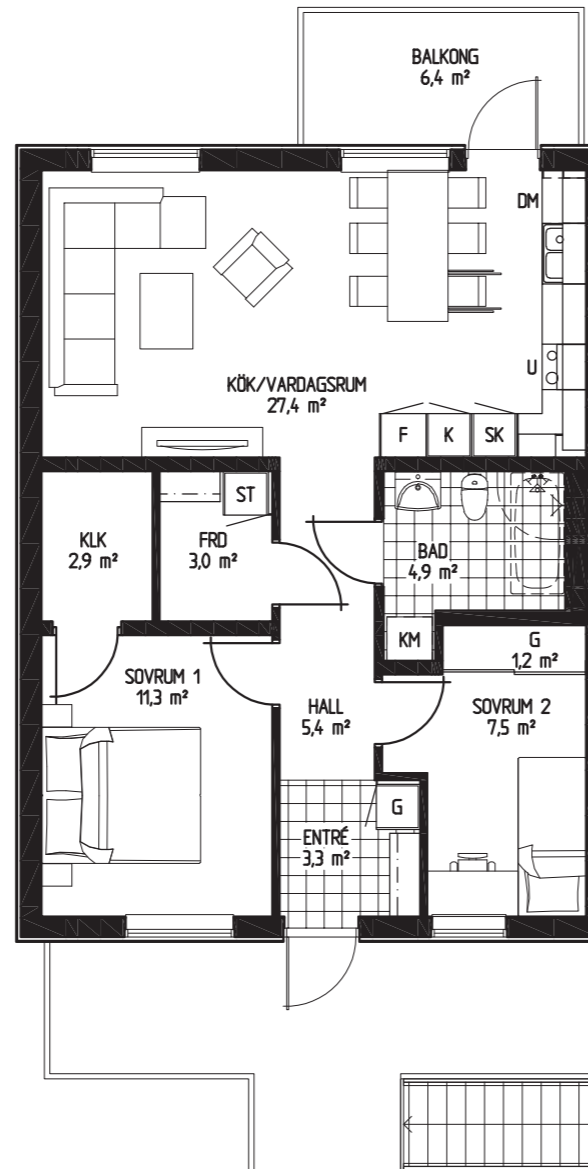 BALKONG
6,4 m²
DM
KÖK/VARDAGSRUM
27,4 m²
U
F K SK
ST
KLK
2,9 m²
FRD
3,0 m²
BAD
4,9 m²
KM
G
1,2 m²
SOVRUM 1
11,3 m²
HALL
5,4 m²
SOVRUM 2
7,5 m²
G
ENTRÉ
3,3 m²